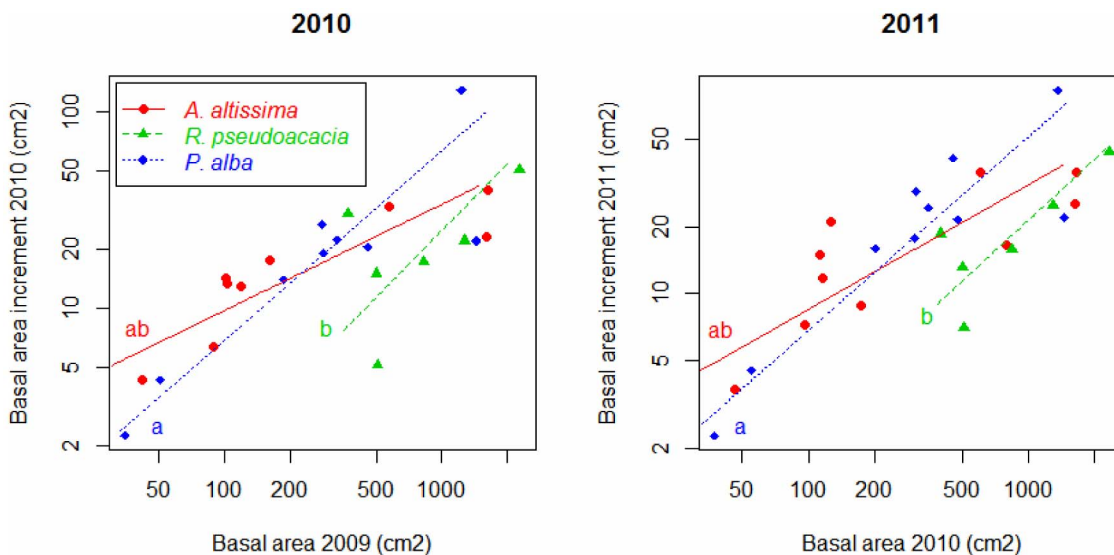 2010
2011
A. altissima
R. pseudoacacia
P. alba
Basal area increment 2010 (cm2)
100
50
20
10
5
2
ab
b
a
50 100 200 500 1000
Basal area 2009 (cm2)
Basal area increment 2011 (cm2)
50
20
10
5
2
ab
b
a
50 100 200 500 1000
Basal area 2010 (cm2)